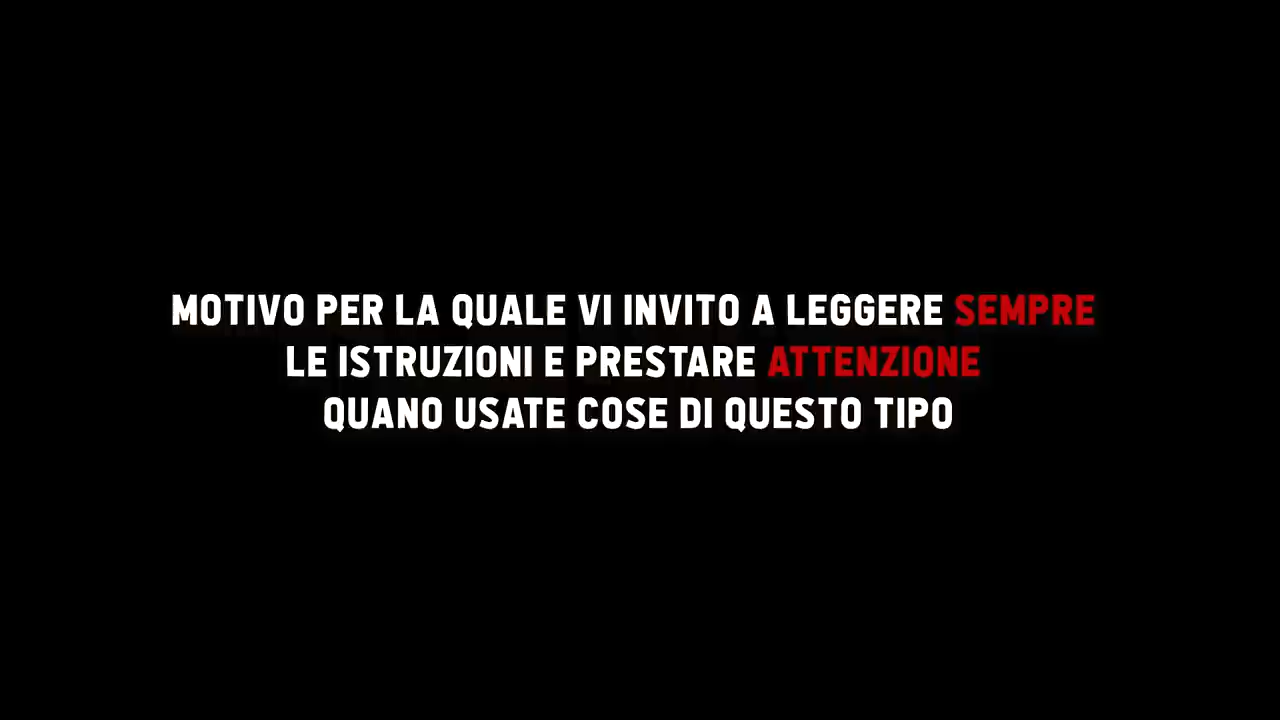 MOTIVO PER LA QUALE VI INVITO A LEGGERE SEMPRE
LE ISTRUZIONI E PRESTARE ATTENZIONE
QUANO USATE COSE DI QUESTO TIPO